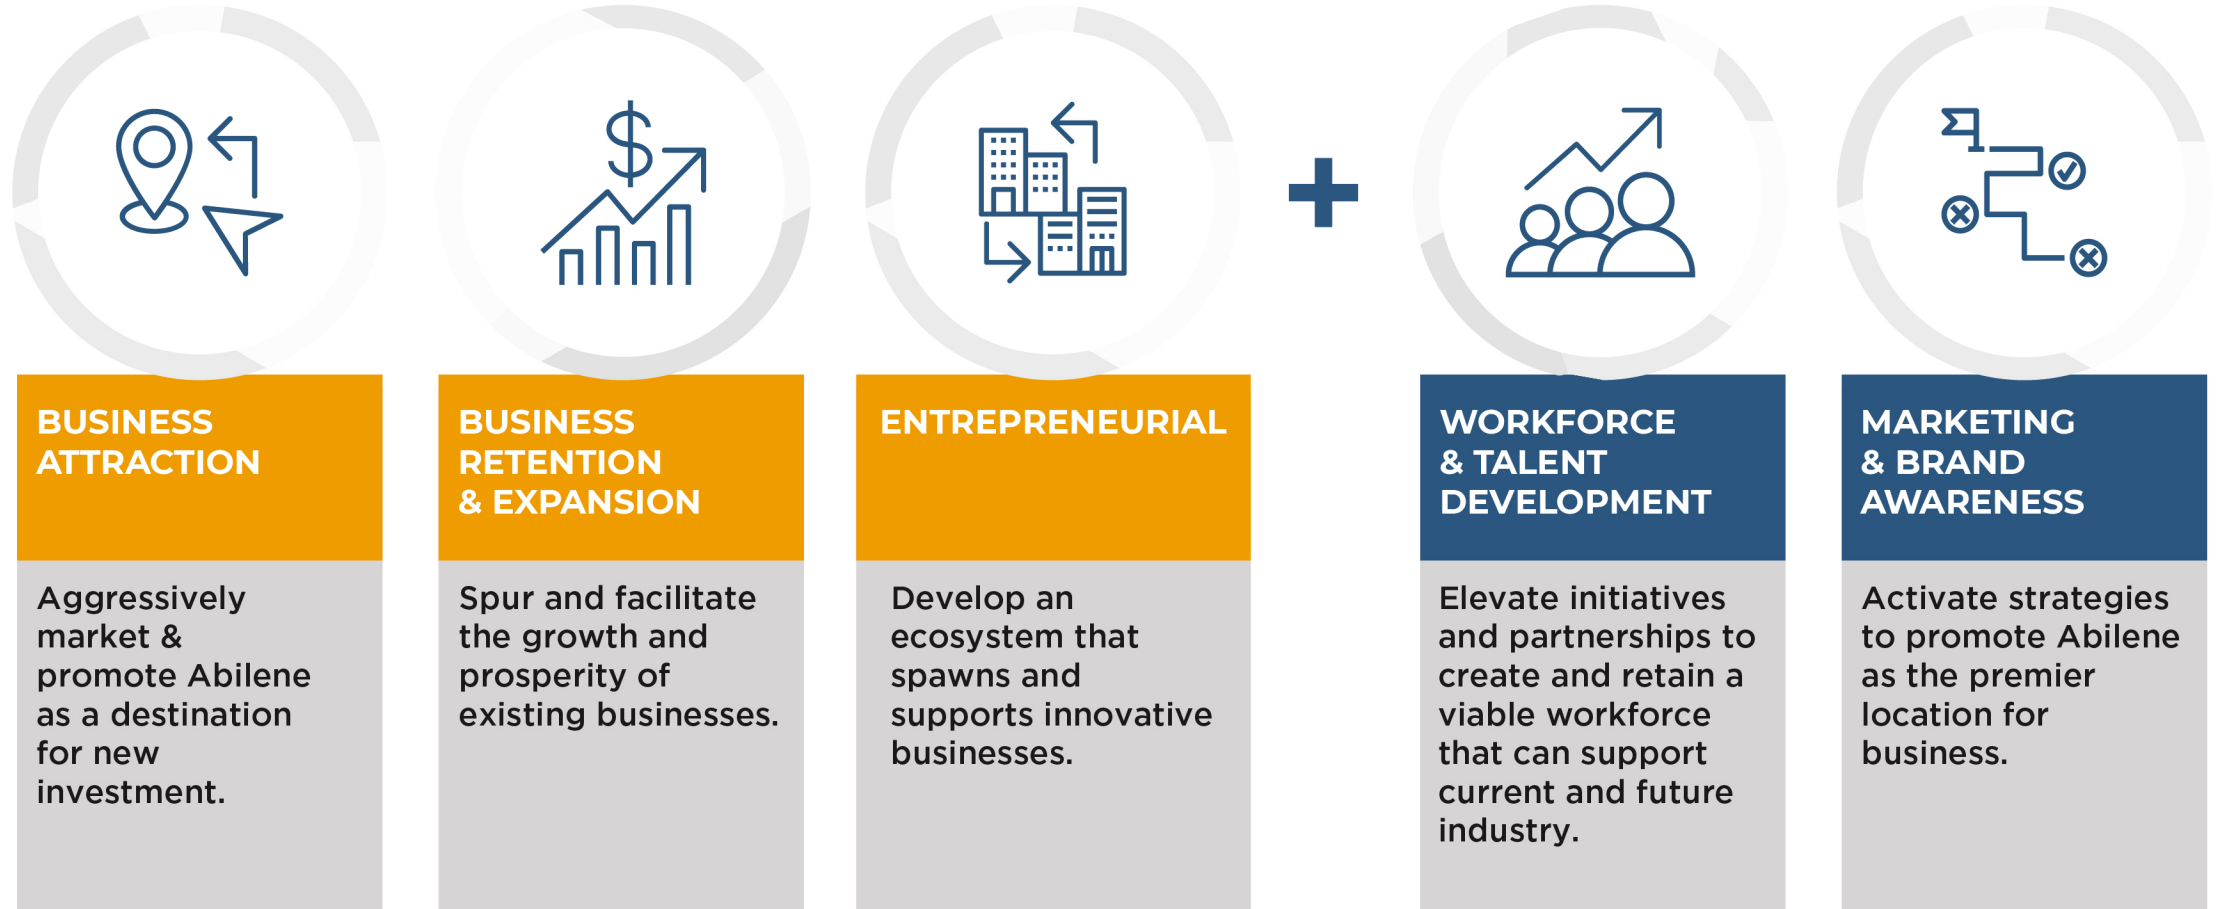 BUSINESS
ATTRACTION
Aggressively
market &
promote Abilene
as a destination
for new
investment.
BUSINESS
RETENTION
& EXPANSION
Spur and facilitate
the growth and
prosperity of
existing businesses.
ENTREPRENEURIAL
Develop an
ecosystem that
spawns and
supports innovative
businesses.
WORKFORCE
& TALENT
DEVELOPMENT
Elevate initiatives
and partnerships to
create and retain a
viable workforce
that can support
current and future
industry.
MARKETING
& BRAND
AWARENESS
Activate strategies
to promote Abilene
as the premier
location for
business.